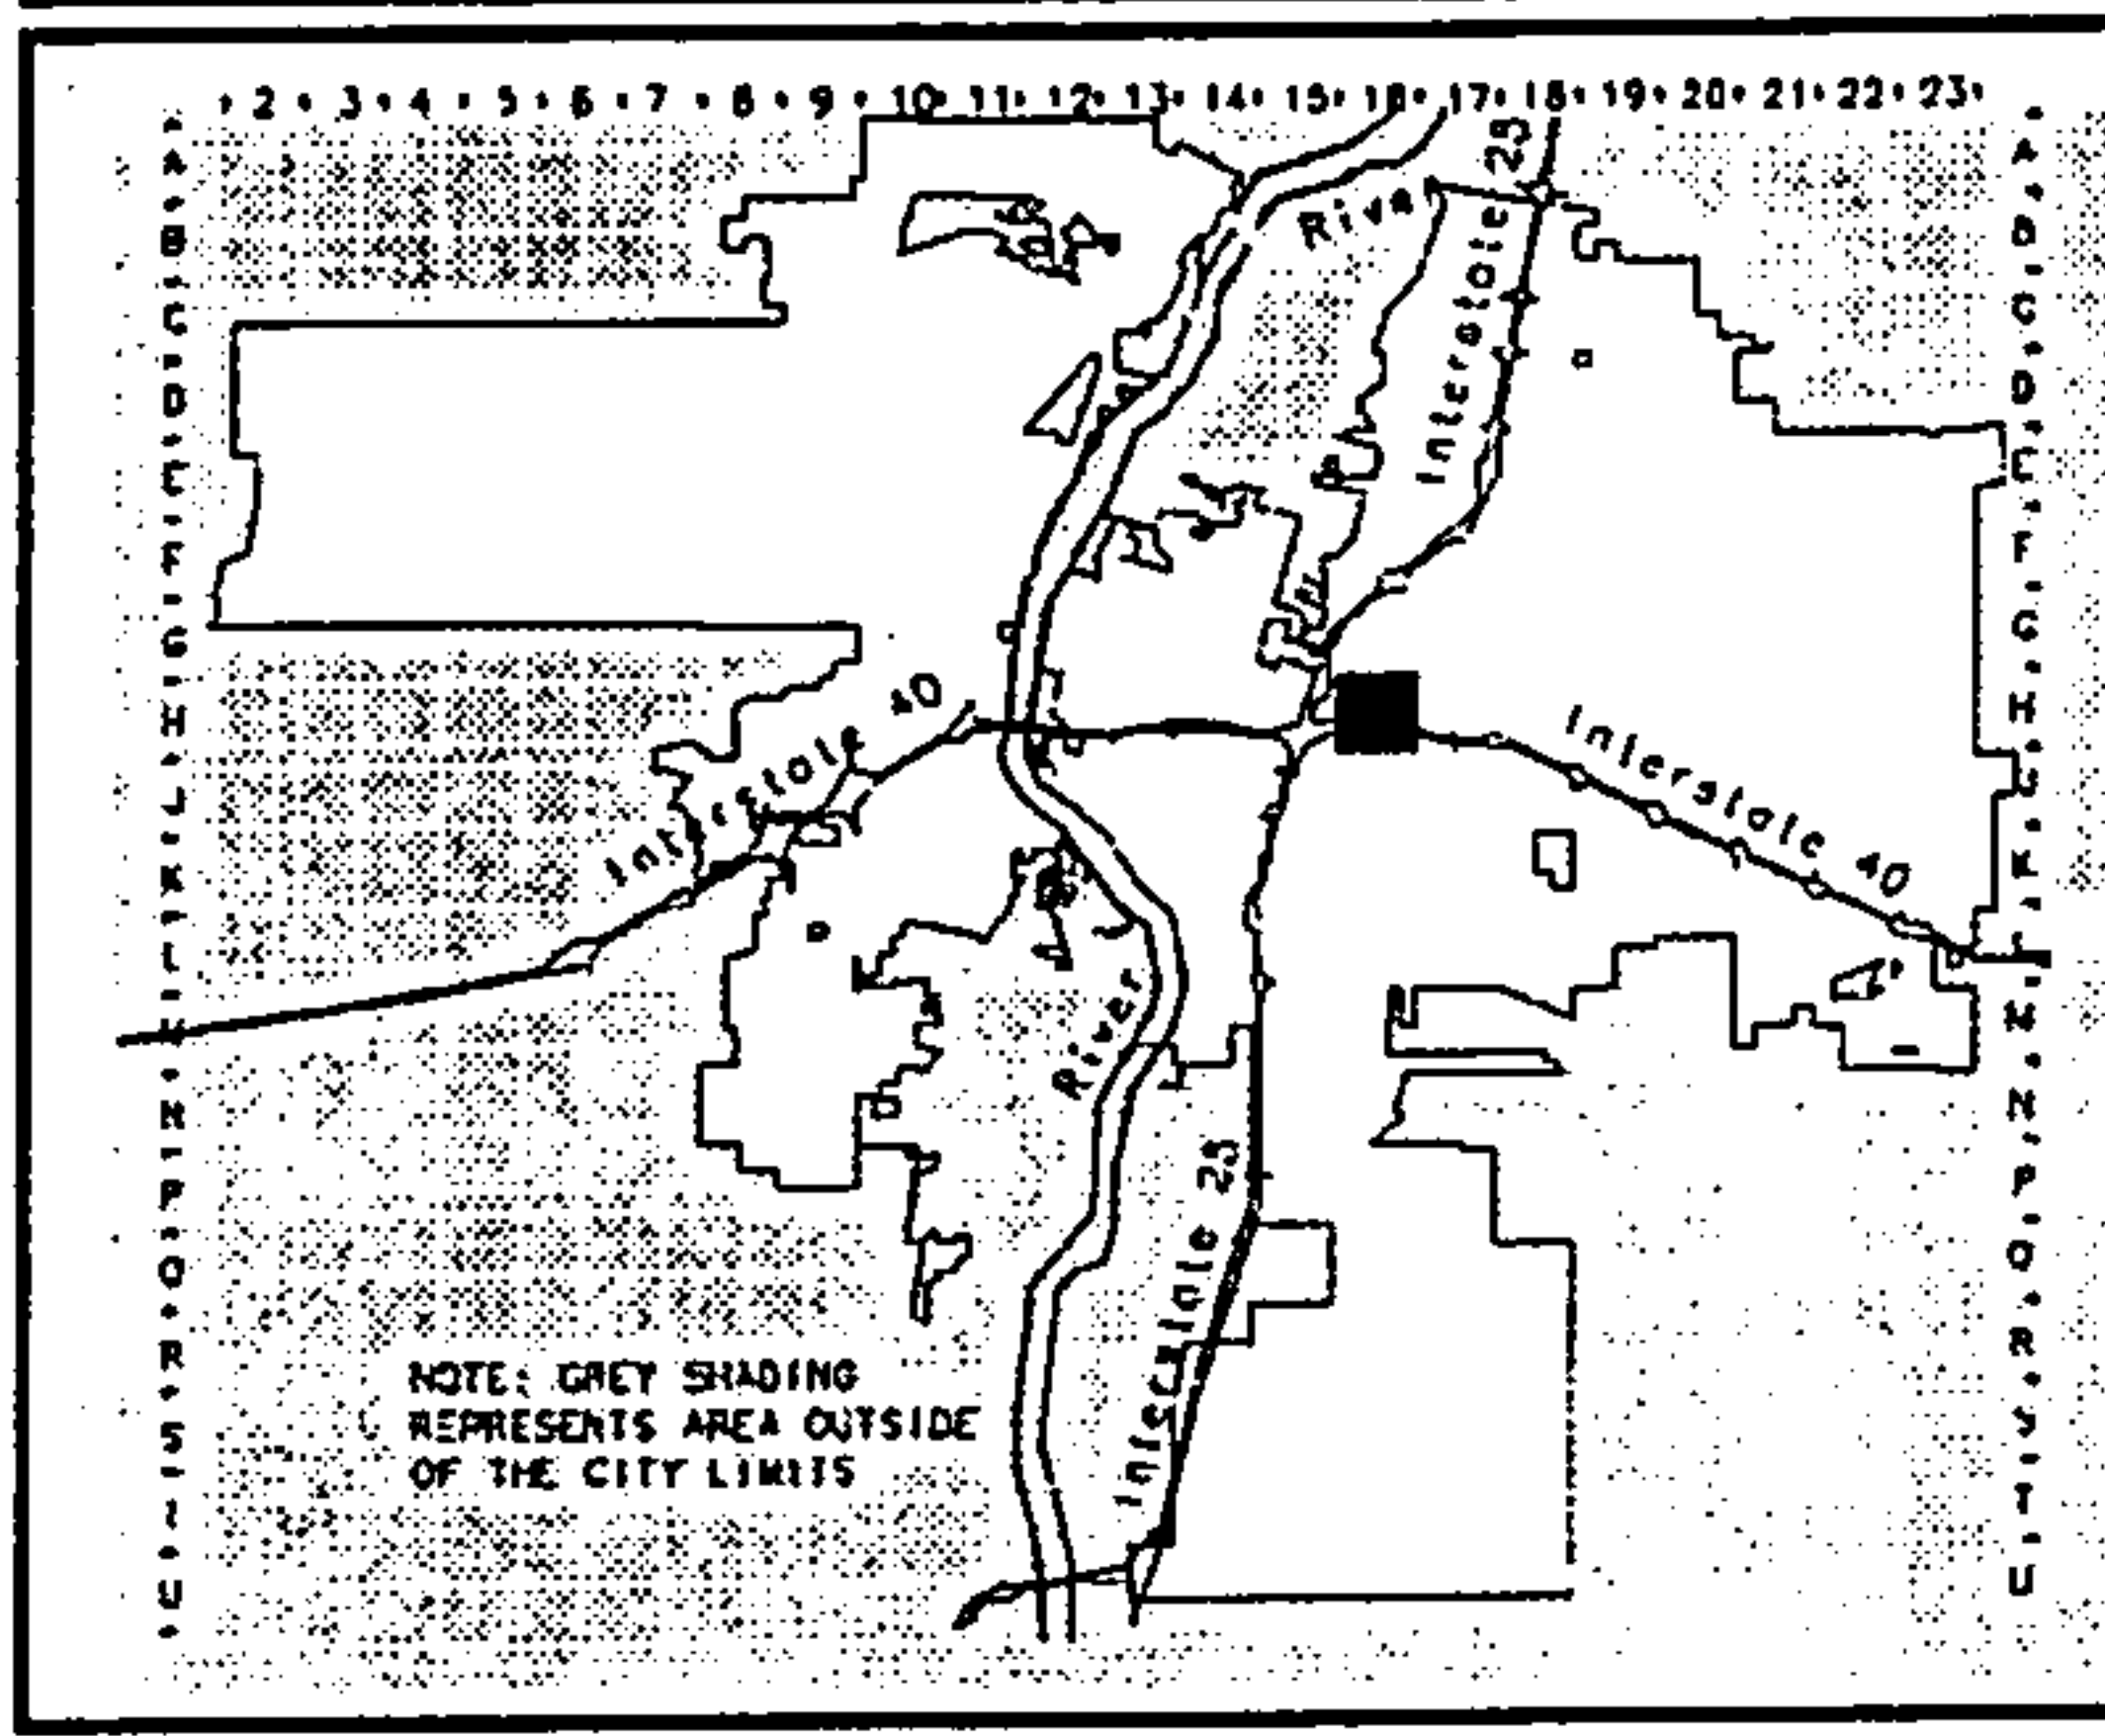 2 · 3 · 4 · 5 · 6 · 7 · 8 · 9 · 10 · 11 · 12 · 13 · 14 · 15 · 16 · 17 · 18 · 19 · 20 · 21 · 22 · 23
A · B · C · D · E · F · G · H · J · K · L · M · N · P · Q · R · S · T · U
A · B · C · D · E · F · G · H · J · K · L · M · N · P · Q · R · S · T · U
River
Interstate 25
Interstate 40
Interstate 40
River
Interstate 25
NOTE: GREY SHADING
REPRESENTS AREA OUTSIDE
OF THE CITY LIMITS